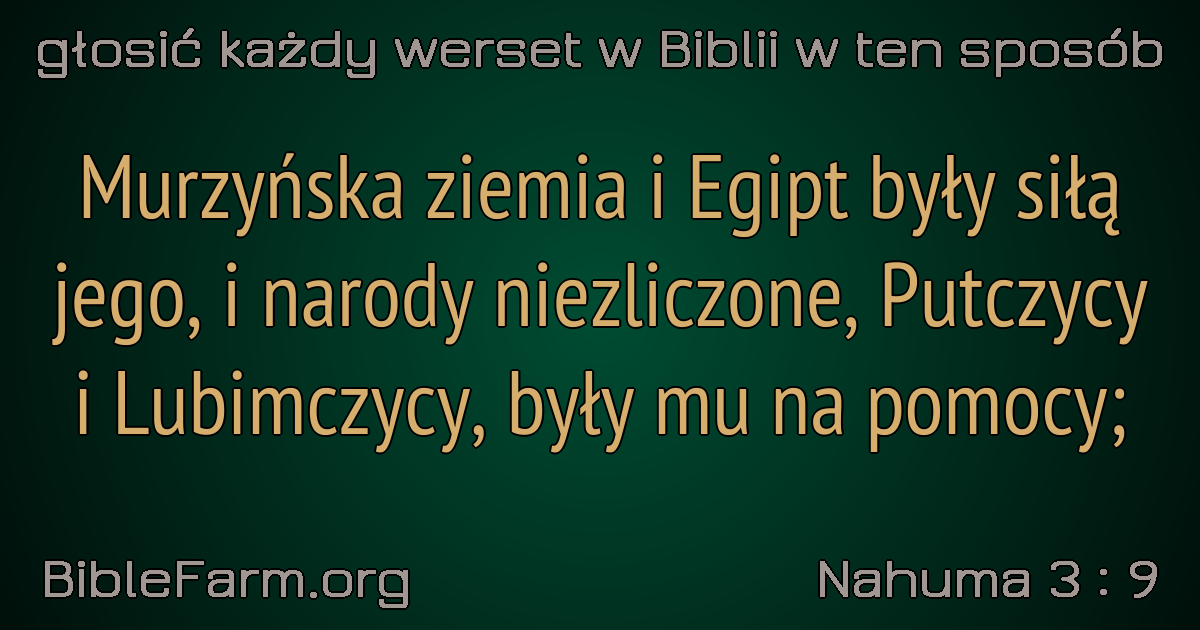 głosić każdy werset w Biblii w ten sposób
Murzyńska ziemia i Egipt były siłą
jego, i narody niezliczone, Putczycy
i Lubimczycy, były mu na pomocy;
BibleFarm.org
Nahuma 3 : 9